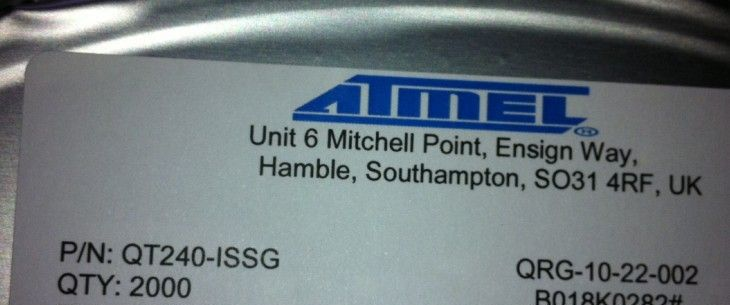 ATMEL®
Unit 6 Mitchell Point, Ensign Way,
Hamble, Southampton, SO31 4RF, UK
P/N: QT240-ISSG
QRG-10-22-002
QTY: 2000
B018K0282#